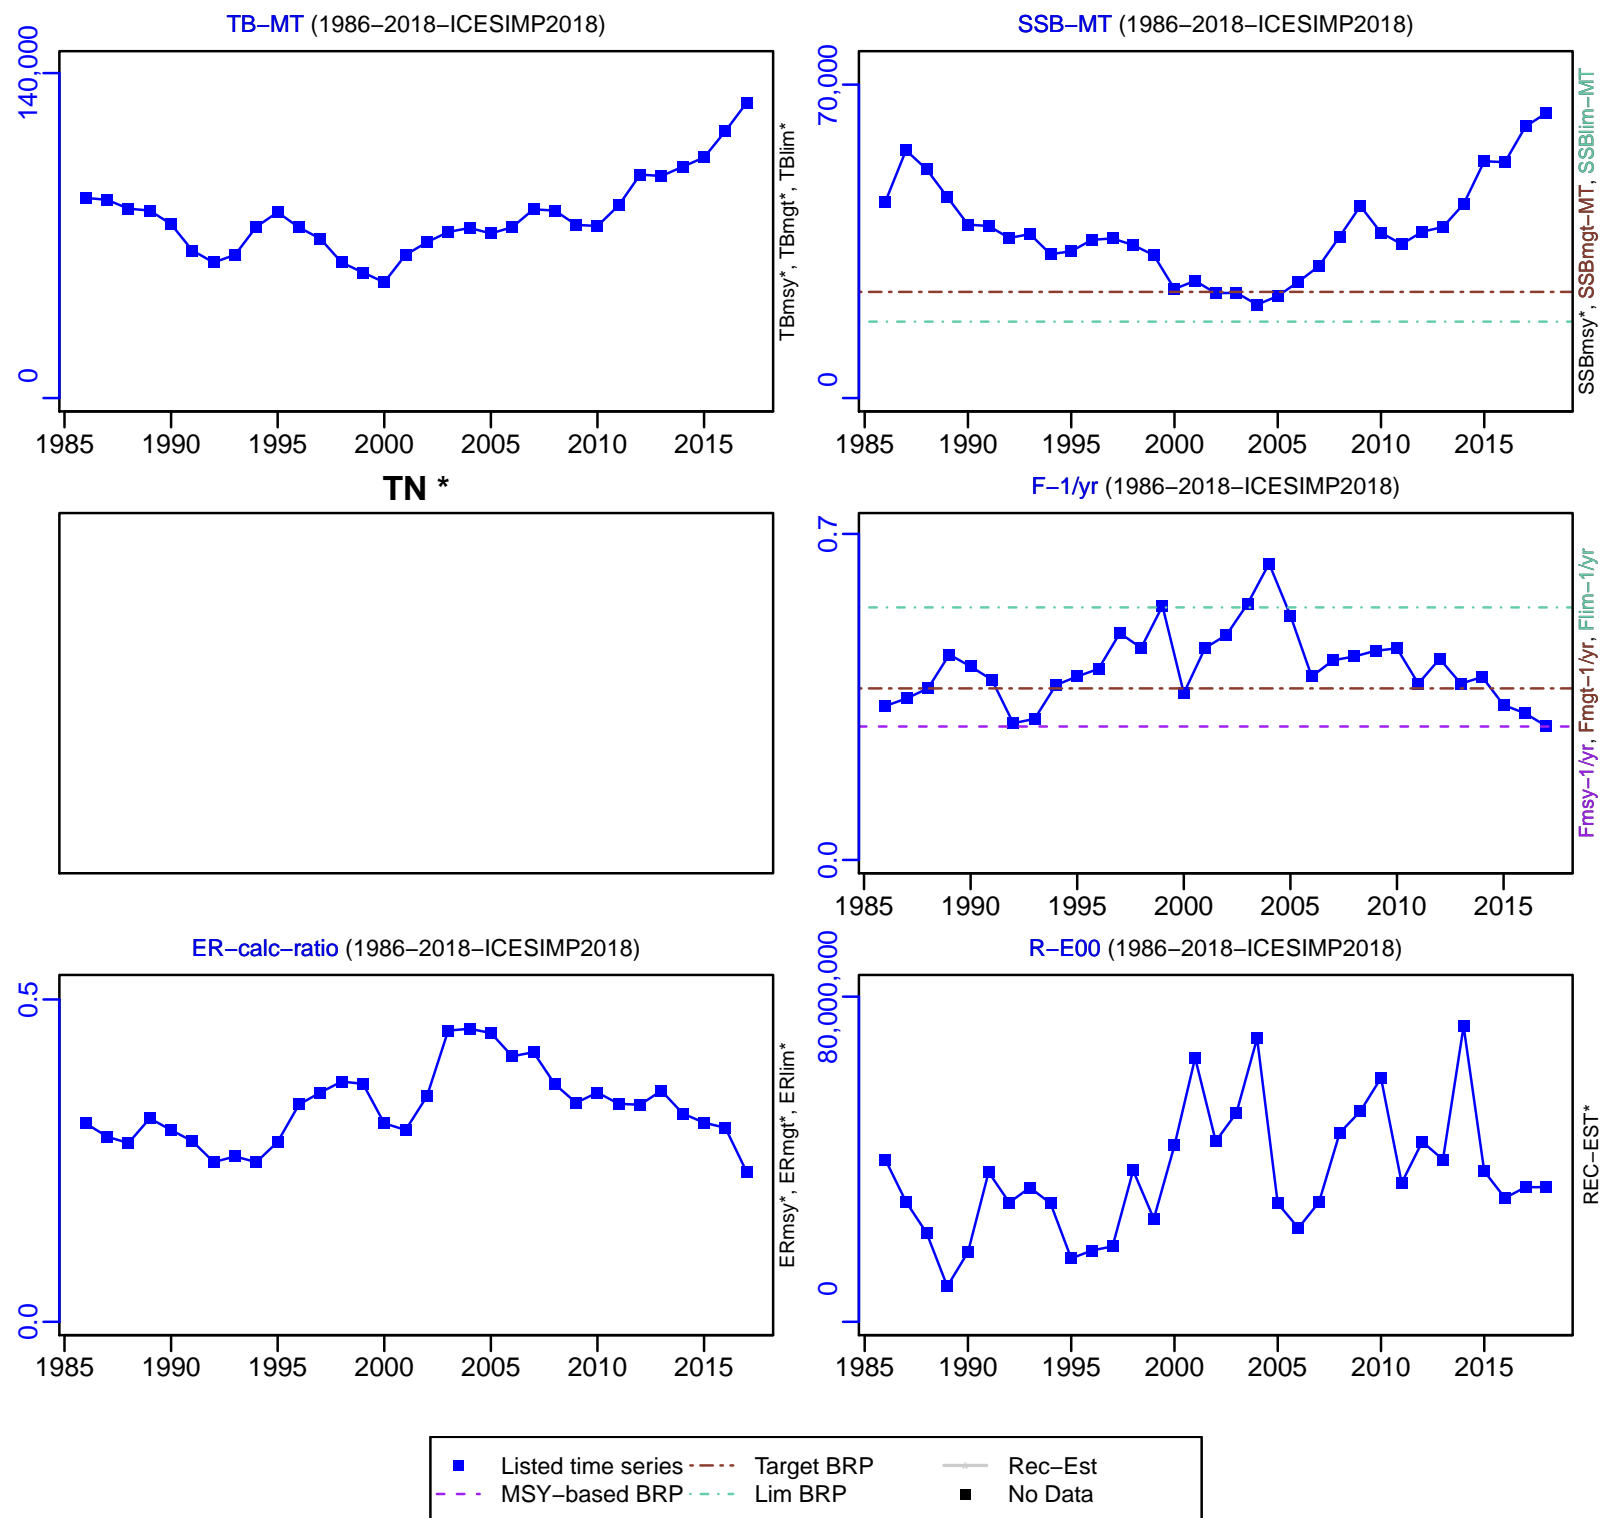 TB−MT (1986−2018−ICESIMP2018)
140,000
0
TBmsy*, TBmgt*, TBlim*
1985 1990 1995 2000 2005 2010 2015
SSB−MT (1986−2018−ICESIMP2018)
70,000
0
SSBmsy*, SSBmgt−MT, SSBlim−MT
1985 1990 1995 2000 2005 2010 2015
TN *
F−1/yr (1986−2018−ICESIMP2018)
0.7
0.0
Fmsy−1/yr, Fmgt−1/yr, Flim−1/yr
1985 1990 1995 2000 2005 2010 2015
ER−calc−ratio (1986−2018−ICESIMP2018)
0.5
0.0
ERmsy*, ERmgt*, ERlim*
1985 1990 1995 2000 2005 2010 2015
R−E00 (1986−2018−ICESIMP2018)
80,000,000
0
REC−EST*
1985 1990 1995 2000 2005 2010 2015
Listed time series Target BRP Rec−Est
MSY−based BRP Lim BRP No Data